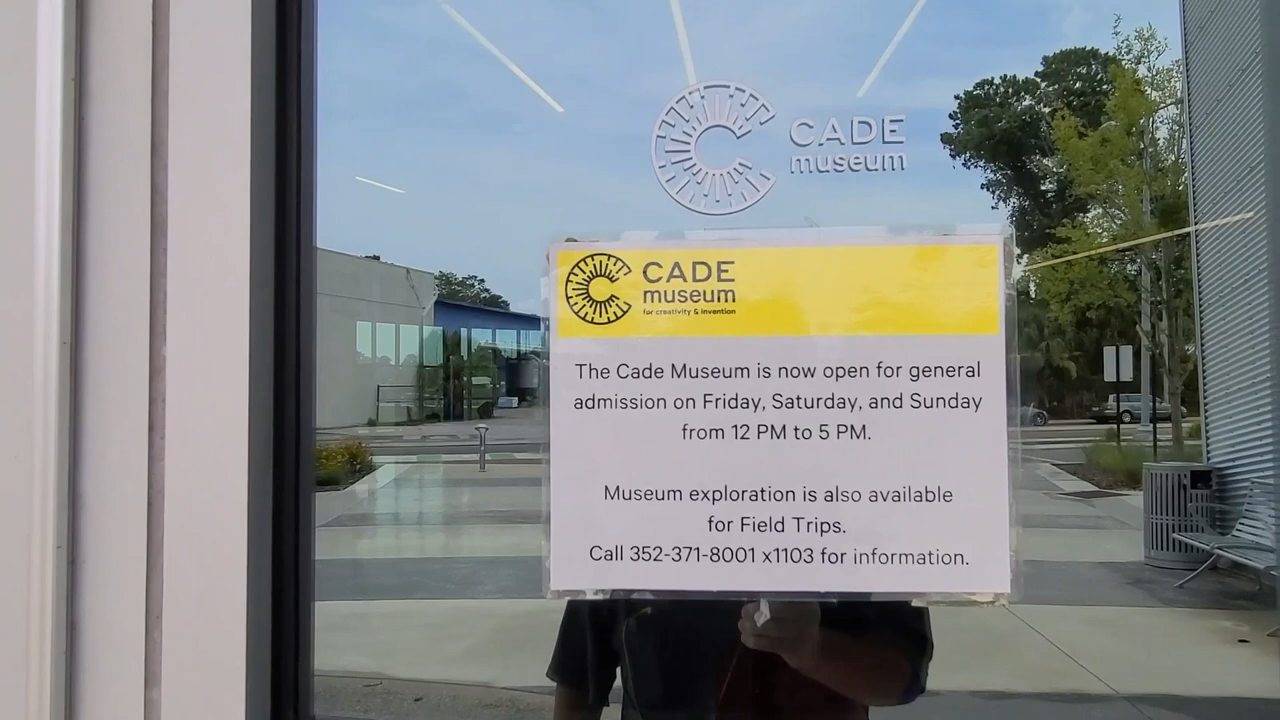 CADE
museum
CADE
museum
for creativity & invention
The Cade Museum is now open for general
admission on Friday, Saturday, and Sunday
from 12 PM to 5 PM.
Museum exploration is also available
for Field Trips.
Call 352-371-8001 x1103 for information.